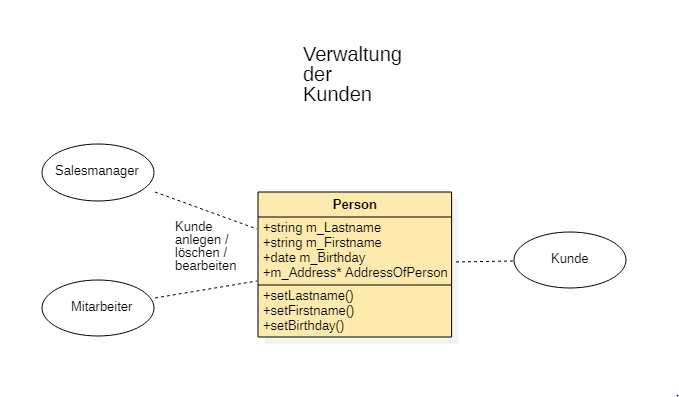 Verwaltung
der
Kunden
Salesmanager
Person
Kunde
anlegen /
löschen /
bearbeiten
+string m_Lastname
+string m_Firstname
+date m_Birthday
+m_Address* AddressOfPerson
Kunde
+setLastname()
+setFirstname()
+setBirthday()
Mitarbeiter
.